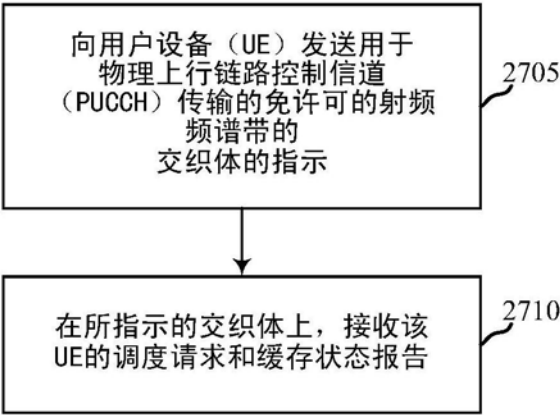 向用户设备（UE）发送用于
物理上行链路控制信道
（PUCCH）传输的免许可的射频
频谱带的
交织体的指示
2705
在所指示的交织体上，接收该
UE的调度请求和缓存状态报告
2710